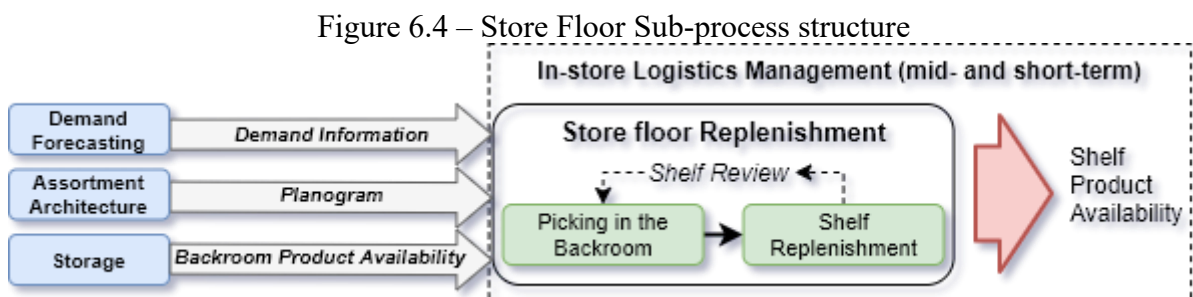 Figure 6.4 – Store Floor Sub-process structure
In-store Logistics Management (mid- and short-term)
Demand
Forecasting
Demand Information
Assortment
Architecture
Planogram
Storage
Backroom Product Availability
Store floor Replenishment
Shelf Review
Picking in the
Backroom
Shelf
Replenishment
Shelf
Product
Availability